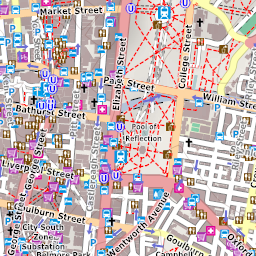 Market Street
Elizabeth Street
College Street
Park Street
William Street
Bathurst Street
Pool of
Reflection
Castlereagh Street
Liverpool Street
George Street
Goulburn Street
Wentworth Avenue
City South
Zone
Substation
Belmore Park
Campbell
Goulburn
Oxford